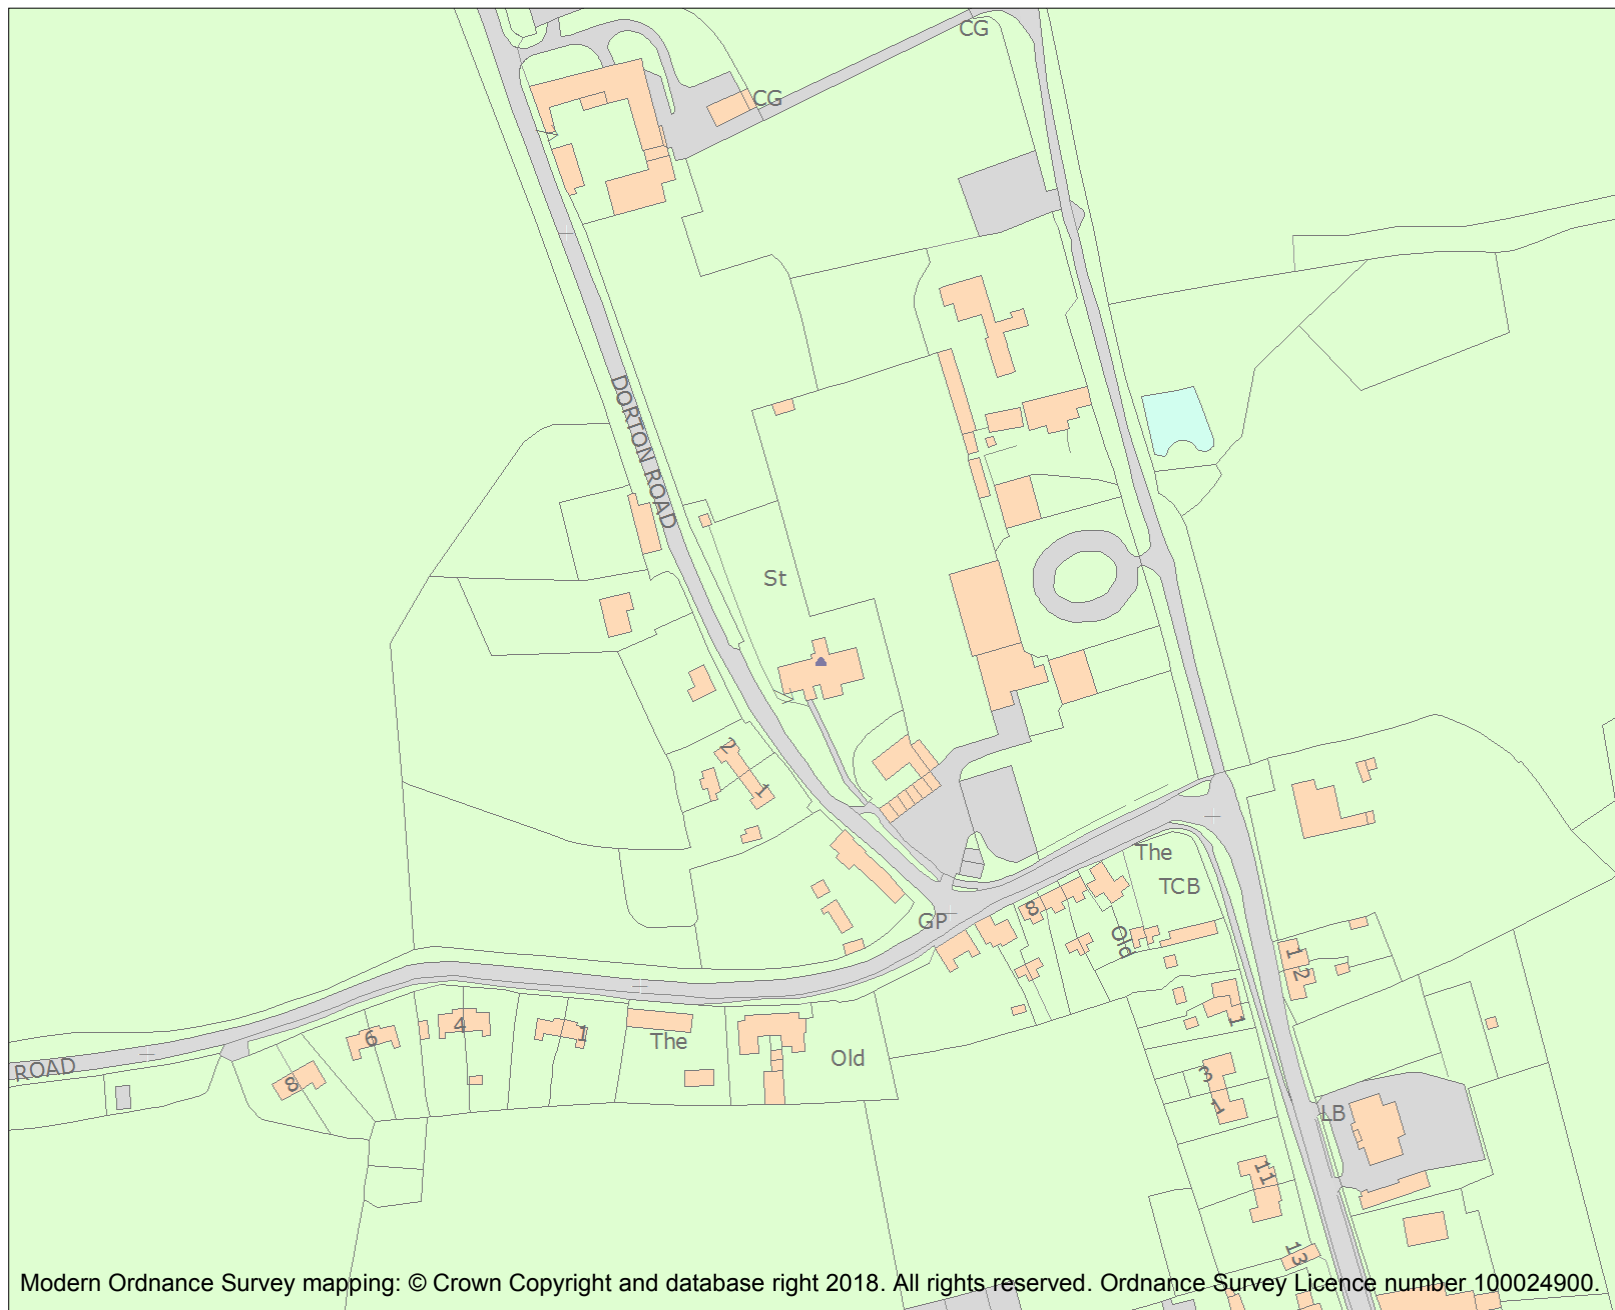 CG
CG
DORTON ROAD
St
2
1
The
TCB
GP
8
Old
1
2
1
ROAD
8
6
4
1
The
Old
3
1
LB
11
13
Modern Ordnance Survey mapping: © Crown Copyright and database right 2018. All rights reserved. Ordnance Survey Licence number 100024900.